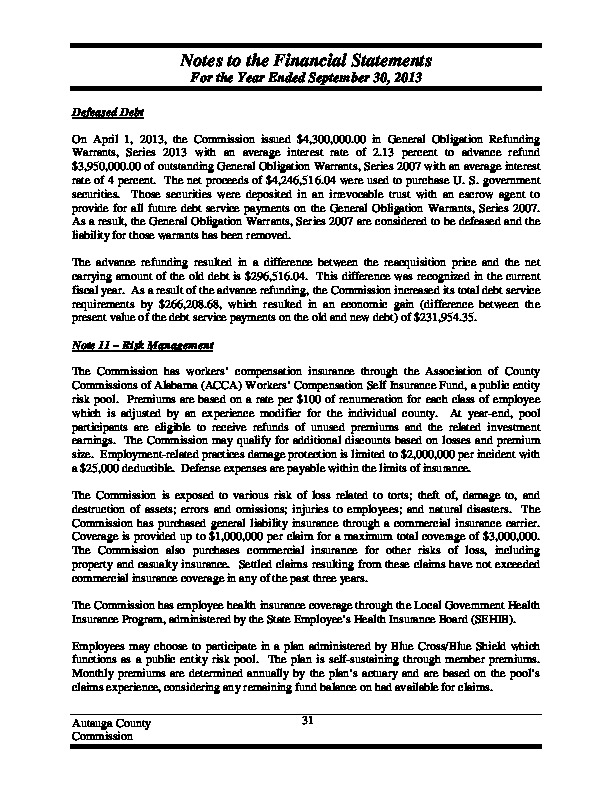 Notes to the Financial Statements
For the Year Ended September 30, 2013
Defeased Debt
On April 1, 2013, the Commission issued $4,300,000.00 in General Obligation Refunding
Warrants, Series 2013 with an average interest rate of 2.13 percent to advance refund
$3,950,000.00 of outstanding General Obligation Warrants, Series 2007 with an average interest
rate of 4 percent. The net proceeds of $4,246,516.04 were used to purchase U. S. government
securities. Those securities were deposited in an irrevocable trust with an escrow agent to
provide for all future debt service payments on the General Obligation Warrants, Series 2007.
As a result, the General Obligation Warrants, Series 2007 are considered to be defeased and the
liability for those warrants has been removed.
The advance refunding resulted in a difference between the reacquisition price and the net
carrying amount of the old debt is $296,516.04. This difference was recognized in the current
fiscal year. As a result of the advance refunding, the Commission increased its total debt service
requirements by $266,208.68, which resulted in an economic gain (difference between the
present value of the debt service payments on the old and new debt) of $231,954.35.
Note 11 – Risk Management
The Commission has workers' compensation insurance through the Association of County
Commissions of Alabama (ACCA) Workers' Compensation Self Insurance Fund, a public entity
risk pool. Premiums are based on a rate per $100 of renumeration for each class of employee
which is adjusted by an experience modifier for the individual county. At year-end, pool
participants are eligible to receive refunds of unused premiums and the related investment
earnings. The Commission may qualify for additional discounts based on losses and premium
size. Employment-related practices damage protection is limited to $2,000,000 per incident with
a $25,000 deductible. Defense expenses are payable within the limits of insurance.
The Commission is exposed to various risk of loss related to torts; theft of, damage to, and
destruction of assets; errors and omissions; injuries to employees; and natural disasters. The
Commission has purchased general liability insurance through a commercial insurance carrier.
Coverage is provided up to $1,000,000 per claim for a maximum total coverage of $3,000,000.
The Commission also purchases commercial insurance for other risks of loss, including
property and casualty insurance. Settled claims resulting from these claims have not exceeded
commercial insurance coverage in any of the past three years.
The Commission has employee health insurance coverage through the Local Government Health
Insurance Program, administered by the State Employee's Health Insurance Board (SEHIB).
Employees may choose to participate in a plan administered by Blue Cross/Blue Shield which
functions as a public entity risk pool. The plan is self-sustaining through member premiums.
Monthly premiums are determined annually by the plan's actuary and are based on the pool's
claims experience, considering any remaining fund balance on had available for claims.
Autauga County
Commission
31